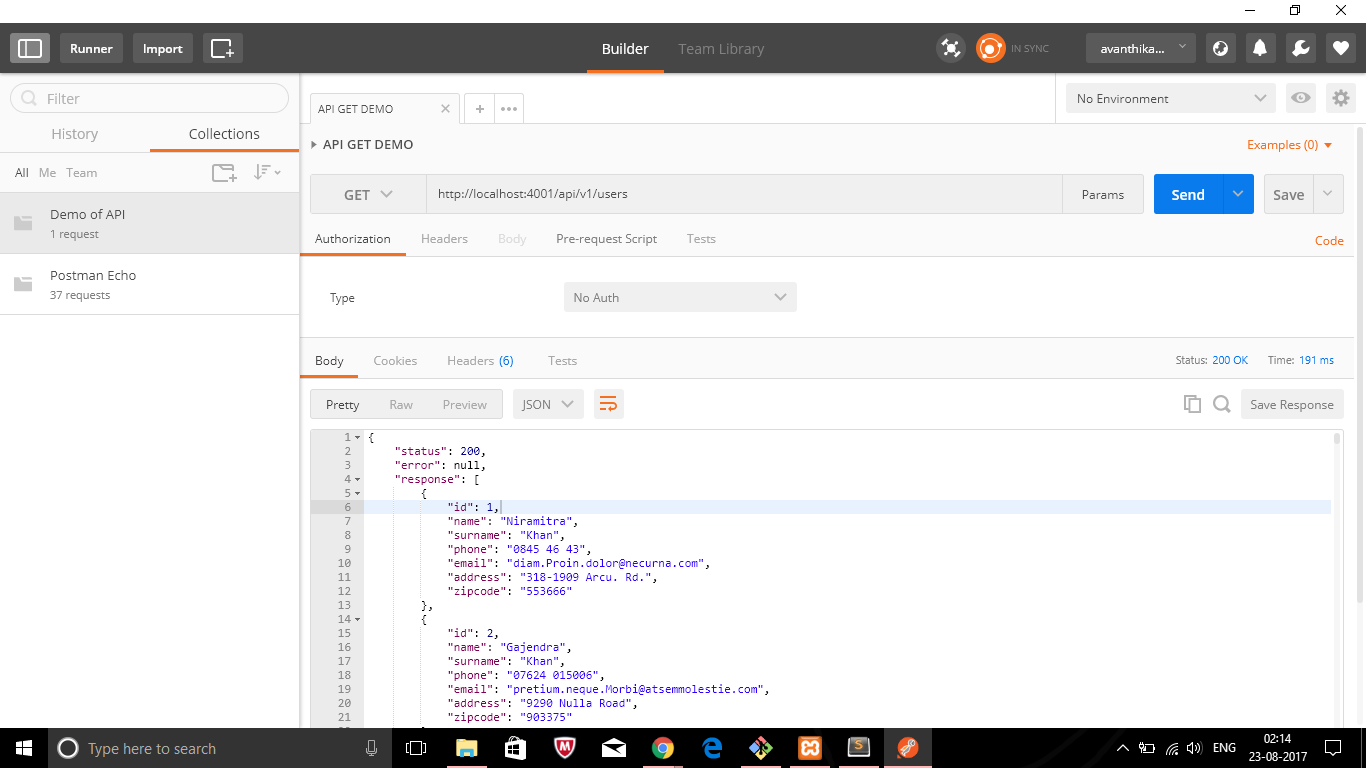 Runner Import Builder Team Library IN SYNC avanthika...
Filter
History Collections
All Me Team
Demo of API
1 request
Postman Echo
37 requests
API GET DEMO
No Environment
API GET DEMO Examples (0)
GET http://localhost:4001/api/v1/users Params Send Save
Authorization Headers Body Pre-request Script Tests Code
Type No Auth
Body Cookies Headers (6) Tests Status: 200 OK Time: 191 ms
Pretty Raw Preview JSON Save Response
1 {
2 "status": 200,
3 "error": null,
4 "response": [
5 {
6 "id": 1,
7 "name": "Niramitra",
8 "surname": "Khan",
9 "phone": "0845 46 43",
10 "email": "diam.Proin.dolor@necurna.com",
11 "address": "318-1909 Arcu. Rd.",
12 "zipcode": "553666"
13 },
14 {
15 "id": 2,
16 "name": "Gajendra",
17 "surname": "Khan",
18 "phone": "07624 015006",
19 "email": "pretium.neque.Morbi@atsemmolestie.com",
20 "address": "9290 Nulla Road",
21 "zipcode": "903375"
Type here to search
ENG
02:14
23-08-2017